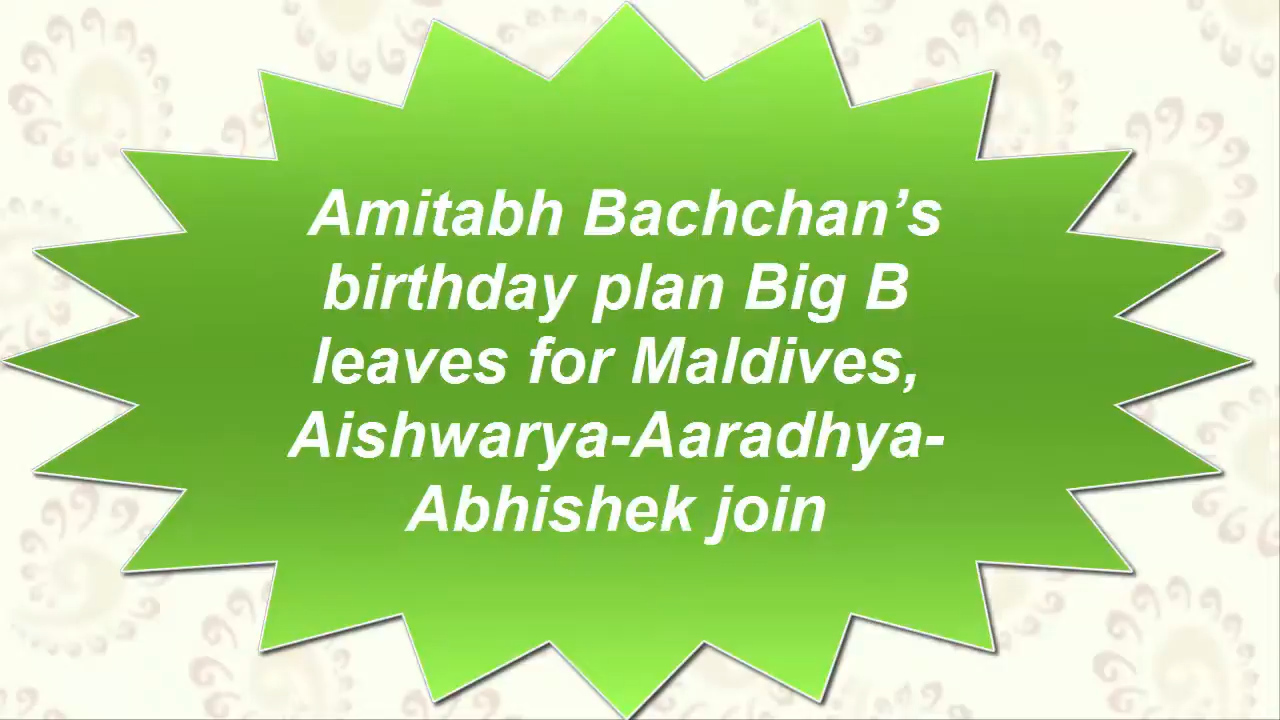 Amitabh Bachchan’s
birthday plan Big B
leaves for Maldives,
Aishwarya-Aaradhya-
Abhishek join